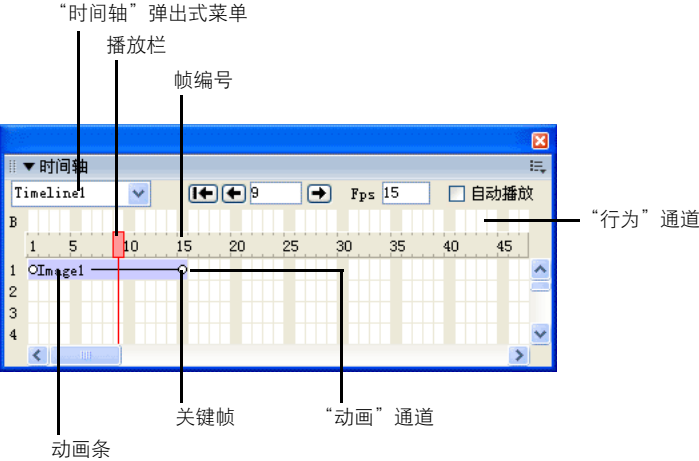 “时间轴”弹出式菜单
播放栏
帧编号
时间轴
Timeline1 9 Fps 15 自动播放
B
“行为”通道
1 5 10 15 20 25 30 35 40 45
1 Image1
2
3
4
关键帧 “动画”通道
动画条